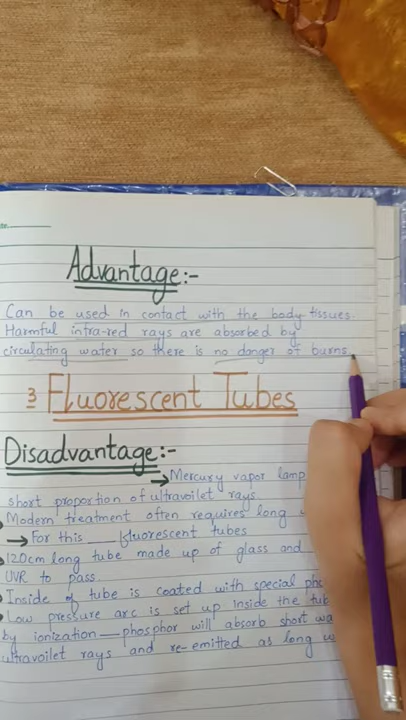 Advantage:-
Can be used in contact with the body tissues.
Harmful infra-red rays are absorbed by
circulating water so there is no danger of burns.
3 Fluorescent Tubes
Disadvantage:-
→ Mercury vapor lamp
short proportion of ultravoilet rays
Modern treatment often requires long
→ For this ___ fluorescent tubes
120cm long tube made up of glass and
UVR to pass.
Inside of tube is coated with special
Low pressure arc is set up inside the
by ionization — phosphor will absorb short
ultravoilet rays and re-emitted as long